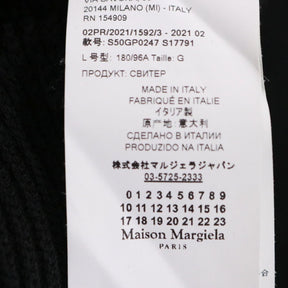 20144 MILANO (MI) - ITALY
RN 154909
02PR/2021/1592/3 - 2021 02
款号: S50GP0247 S17791
L 号型: 180/96A Taille: G
ПРОДУКТ: СВИТЕР
MADE IN ITALY
FABRIQUÉ EN ITALIE
イタリア製
原产地: 意大利
СДЕЛАНО В ИТАЛИИ
PRODUZIDO NA ITALIA
株式会社マルジェラジャパン
03-5725-2333
0 1 2 3 4 5 6 7 8 9
10 11 12 13 14 15 16
17 18 19 20 21 22 23
Maison Margiela
PARIS